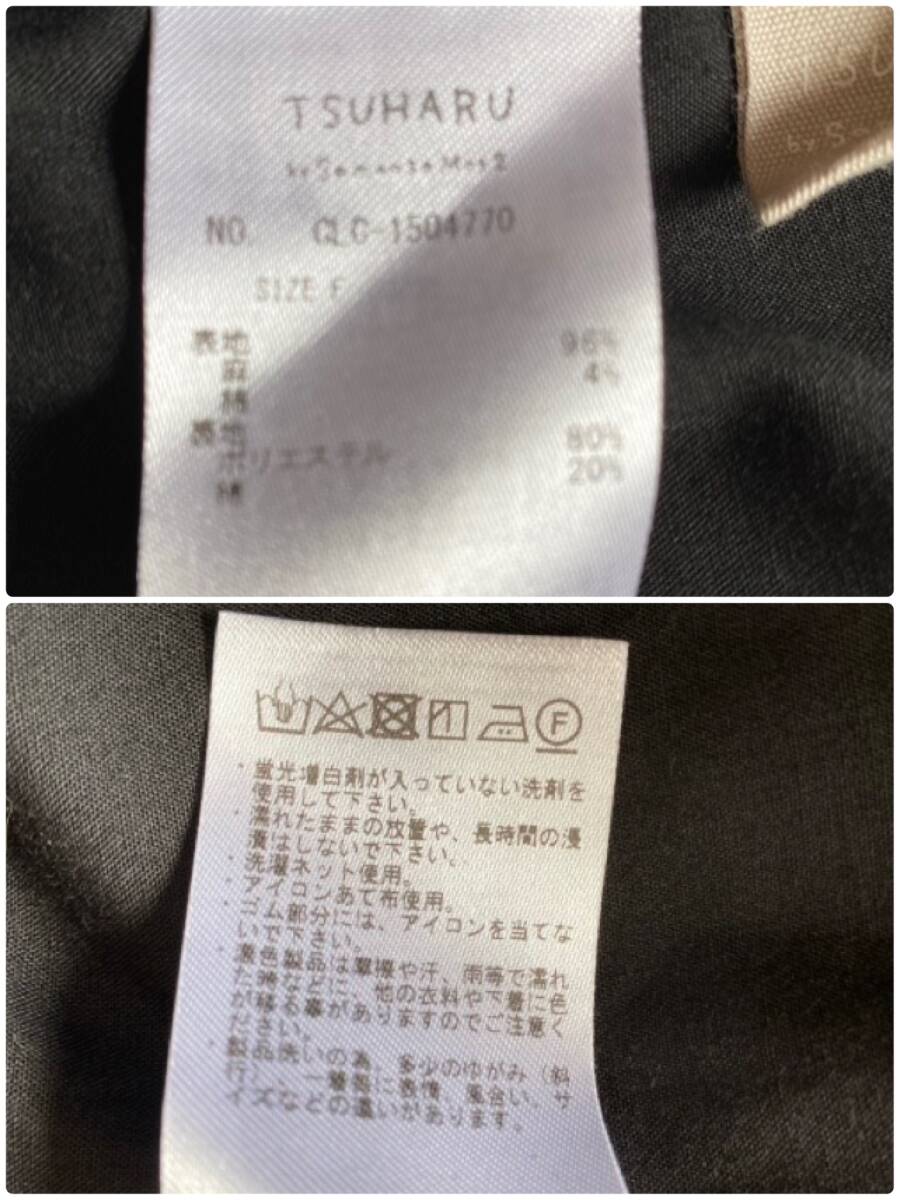 TSUHARU
by Samansa Mos2
TSU
by Sa
NO. CLC-1504770
SIZE F
表地
麻 96%
綿 4%
裏地
ポリエステル 80%
綿 20%
F
・蛍光増白剤が入っていない洗剤を
使用して下さい。
・濡れたままの放置や、長時間の浸
漬はしないで下さい。
・洗濯ネット使用。
・アイロンあて布使用。
・ゴム部分には、アイロンを当てな
いで下さい。
・濃色製品は摩擦や汗、雨等で濡れ
た時などに、他の衣料や下着に色
が移る事がありますのでご注意く
ださい。
・製品洗いの為、多少のゆがみ（斜
行）、一着毎に表情、風合い、サ
イズなどの違いがあります。